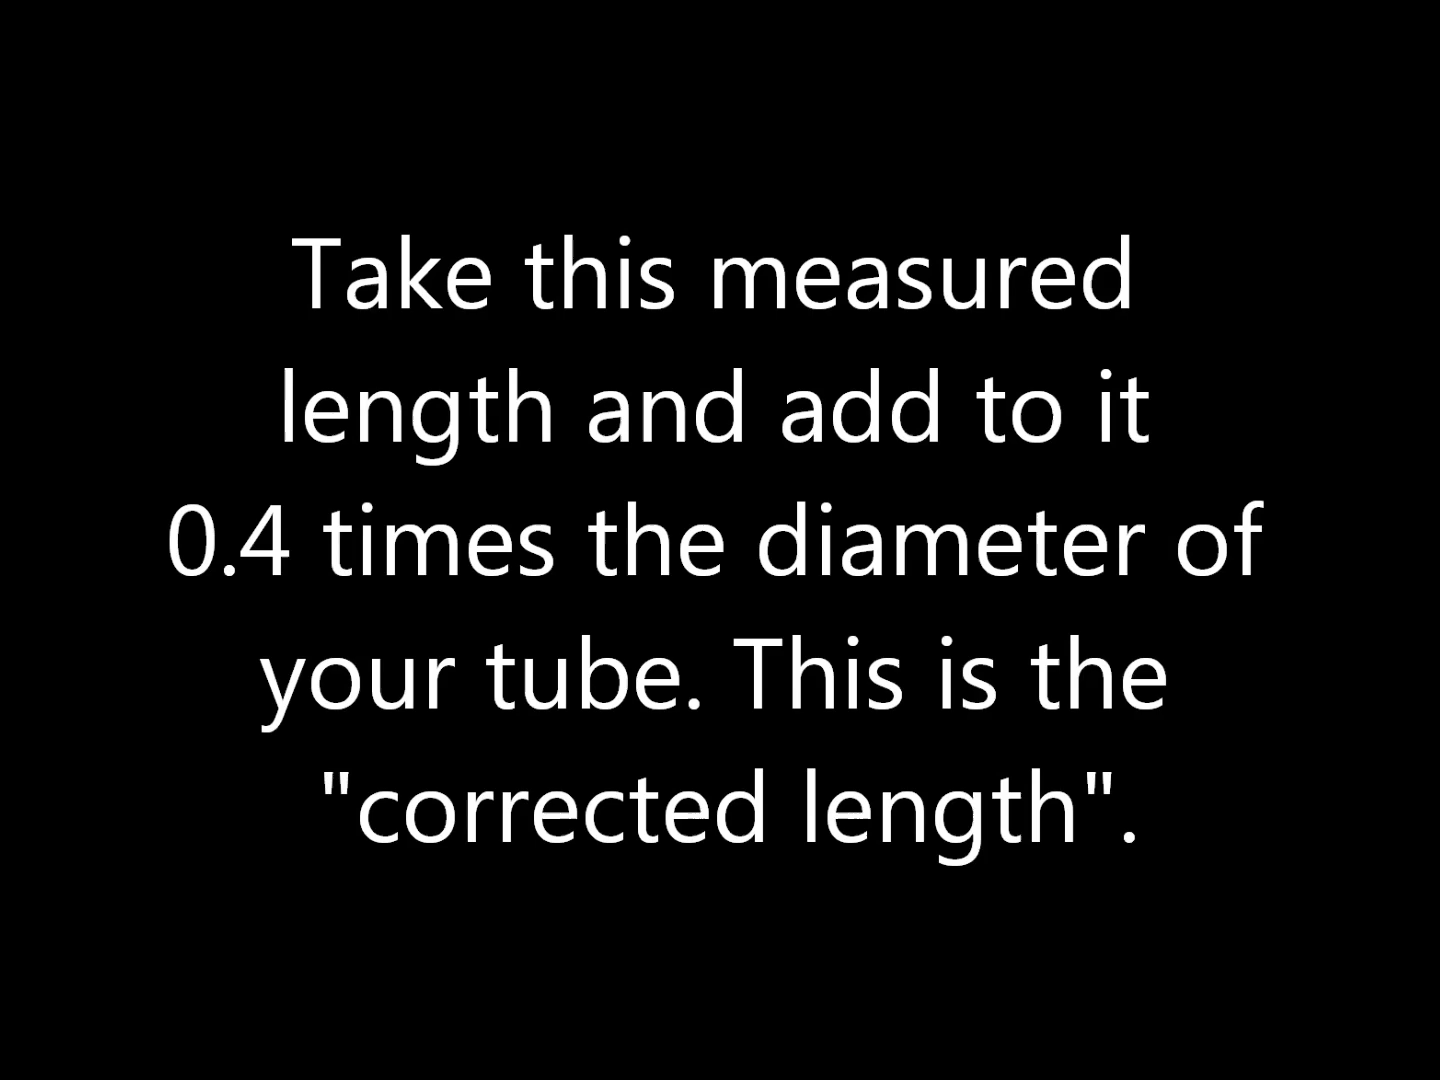 Take this measured
length and add to it
0.4 times the diameter of
your tube. This is the
"corrected length".